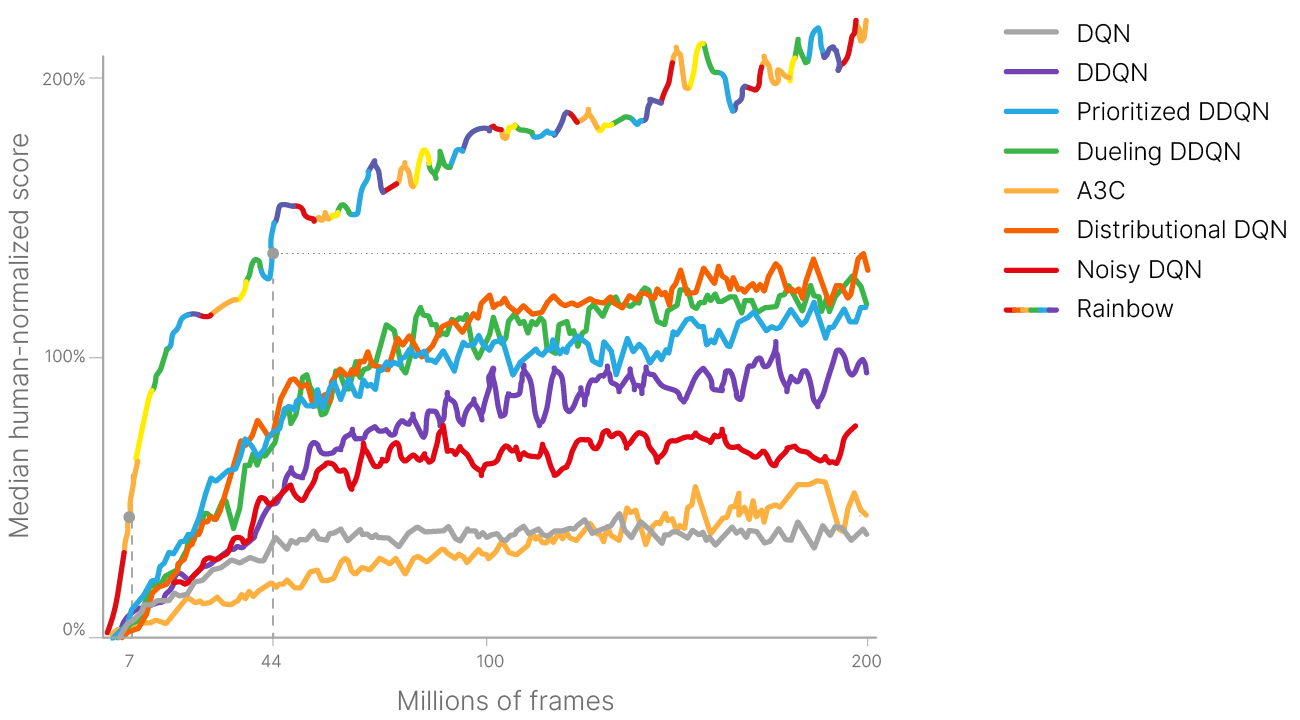 Median human-normalized score
200%
100%
0%
7
44
100
200
Millions of frames
DQN
DDQN
Prioritized DDQN
Dueling DDQN
A3C
Distributional DQN
Noisy DQN
Rainbow